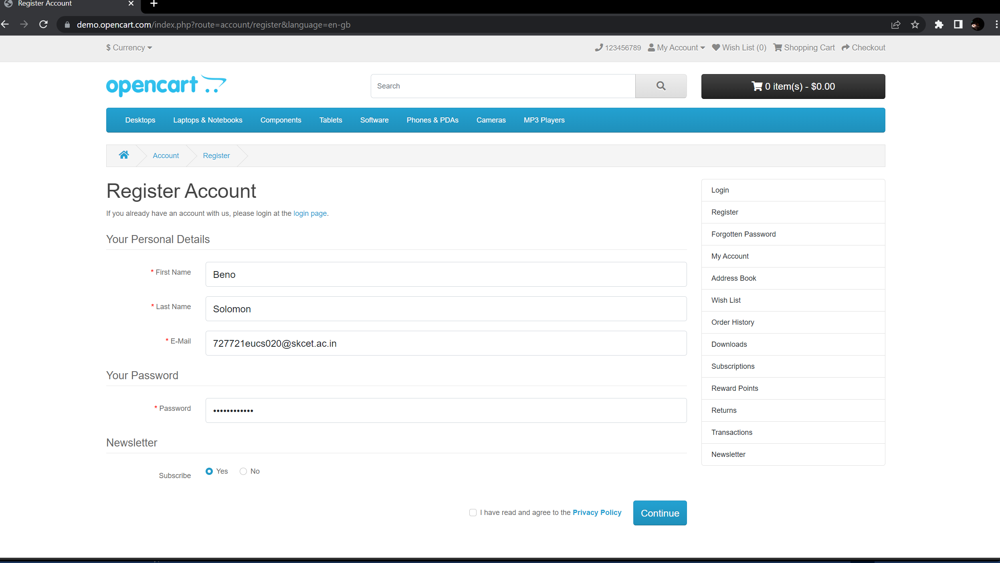 Register Account
demo.opencart.com/index.php?route=account/register&language=en-gb
$ Currency
123456789 My Account Wish List (0) Shopping Cart Checkout
opencart
Search
0 item(s) - $0.00
Desktops Laptops & Notebooks Components Tablets Software Phones & PDAs Cameras MP3 Players
Account Register
Register Account
If you already have an account with us, please login at the login page.
Your Personal Details
* First Name Beno
* Last Name Solomon
* E-Mail 727721eucs020@skcet.ac.in
Your Password
* Password ••••••••••••
Newsletter
Subscribe Yes No
I have read and agree to the Privacy Policy Continue
Login
Register
Forgotten Password
My Account
Address Book
Wish List
Order History
Downloads
Subscriptions
Reward Points
Returns
Transactions
Newsletter